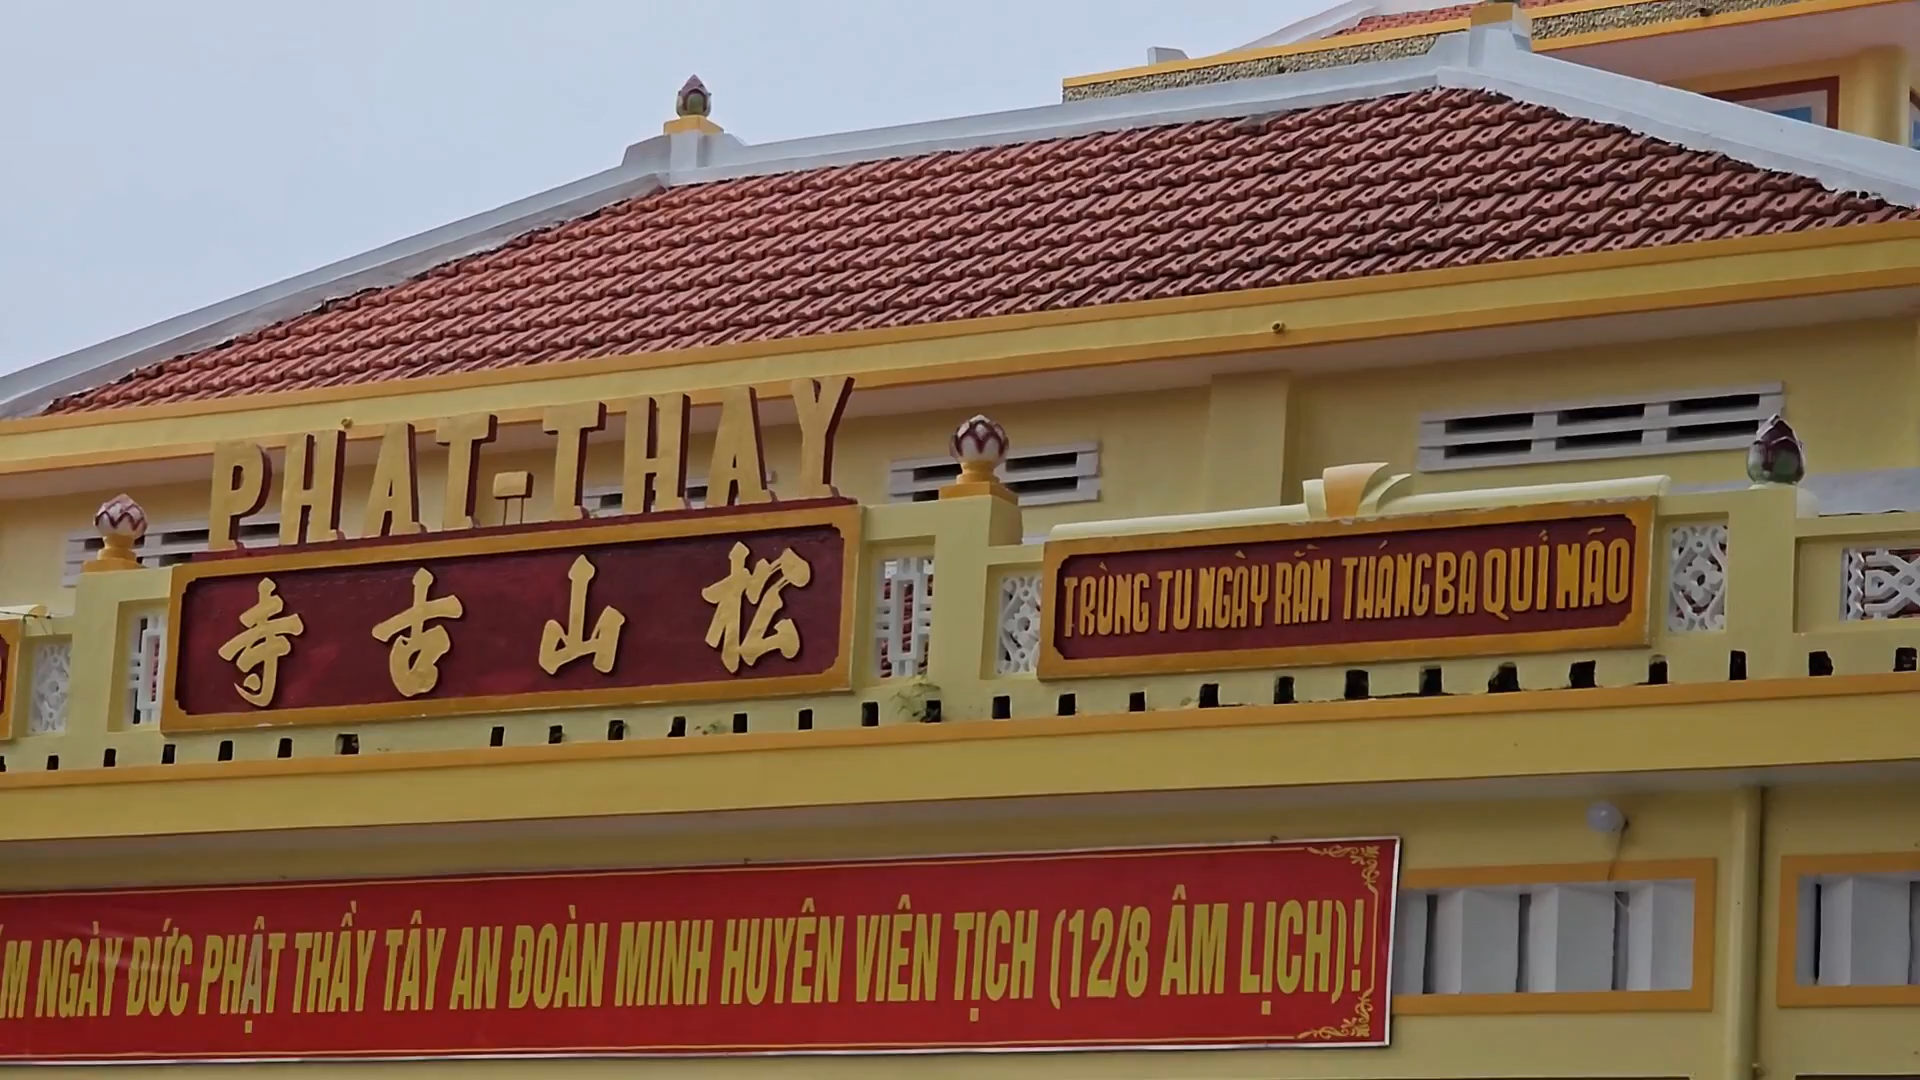 PHAT-THAY
寺古山松
TRÙNG TU NGÀY RẰM THÁNG BA QUÍ MÃO
NGÀY ĐỨC PHẬT THẦY TÂY AN ĐOÀN MINH HUYÊN VIÊN TỊCH (12/8 ÂM LỊCH)!